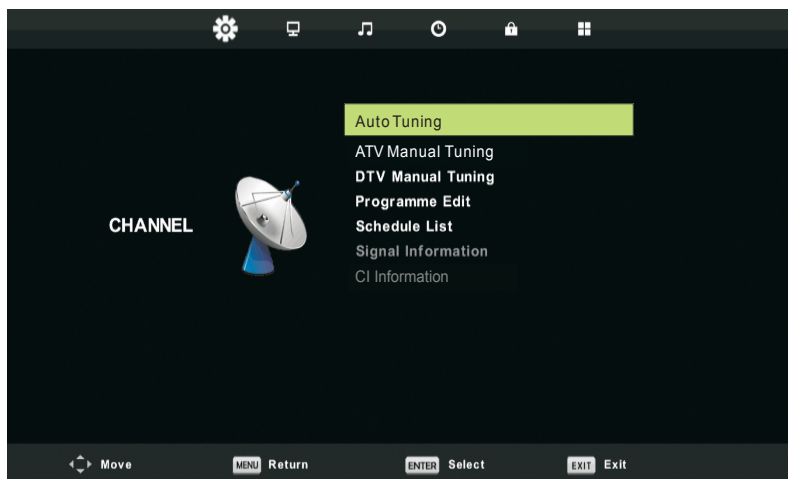 Auto Tuning
ATV Manual Tuning
DTV Manual Tuning
Programme Edit
CHANNEL
Schedule List
Signal Information
CI Information
Move MENU Return ENTER Select EXIT Exit